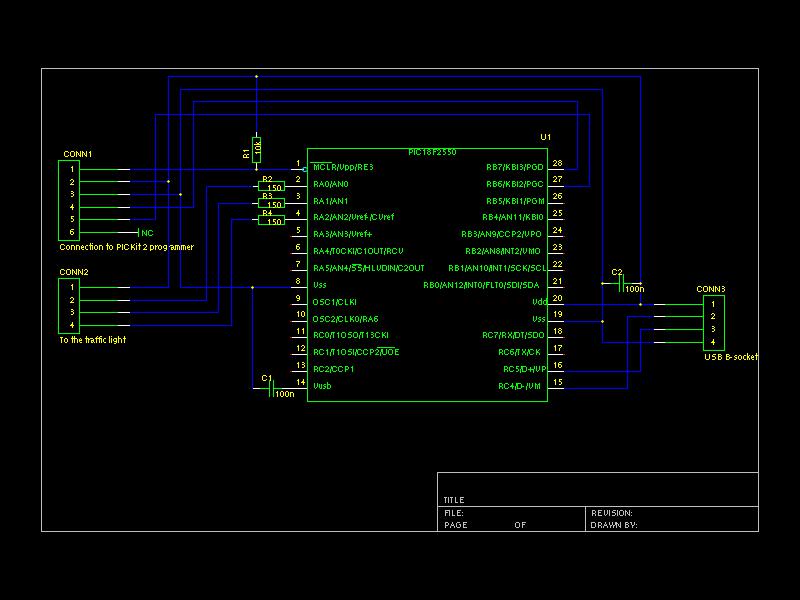 U1
PIC18F2550
CONN1
1
2
3
4
5
6
NC
Connection to PICKit 2 programmer
CONN2
1
2
3
4
To the traffic light
R1
10k
R2
150
R3
150
R4
150
1 MCLR/Vpp/RE3
2 RA0/AN0
3 RA1/AN1
4 RA2/AN2/Vref-/CVref
5 RA3/AN3/Vref+
6 RA4/T0CKI/C1OUT/RCV
7 RA5/AN4/SS/HLVDIN/C2OUT
8 Vss
9 OSC1/CLKI
10 OSC2/CLKO/RA6
11 RC0/T1OSO/T13CKI
12 RC1/T1OSI/CCP2/UOE
13 RC2/CCP1
14 Vusb
RB7/KBI3/PGD 28
RB6/KBI2/PGC 27
RB5/KBI1/PGM 26
RB4/AN11/KBI0 25
RB3/AN9/CCP2/VPO 24
RB2/AN8/INT2/VMO 23
RB1/AN10/INT1/SCK/SCL 22
RB0/AN12/INT0/FLT0/SDI/SDA 21
Vdd 20
Vss 19
RC7/RX/DT/SDO 18
RC6/TX/CK 17
RC5/D+/VP 16
RC4/D-/VM 15
C1
100n
C2
100n
CONN3
1
2
3
4
USB B-socket
TITLE
FILE:
REVISION:
PAGE OF
DRAWN BY: